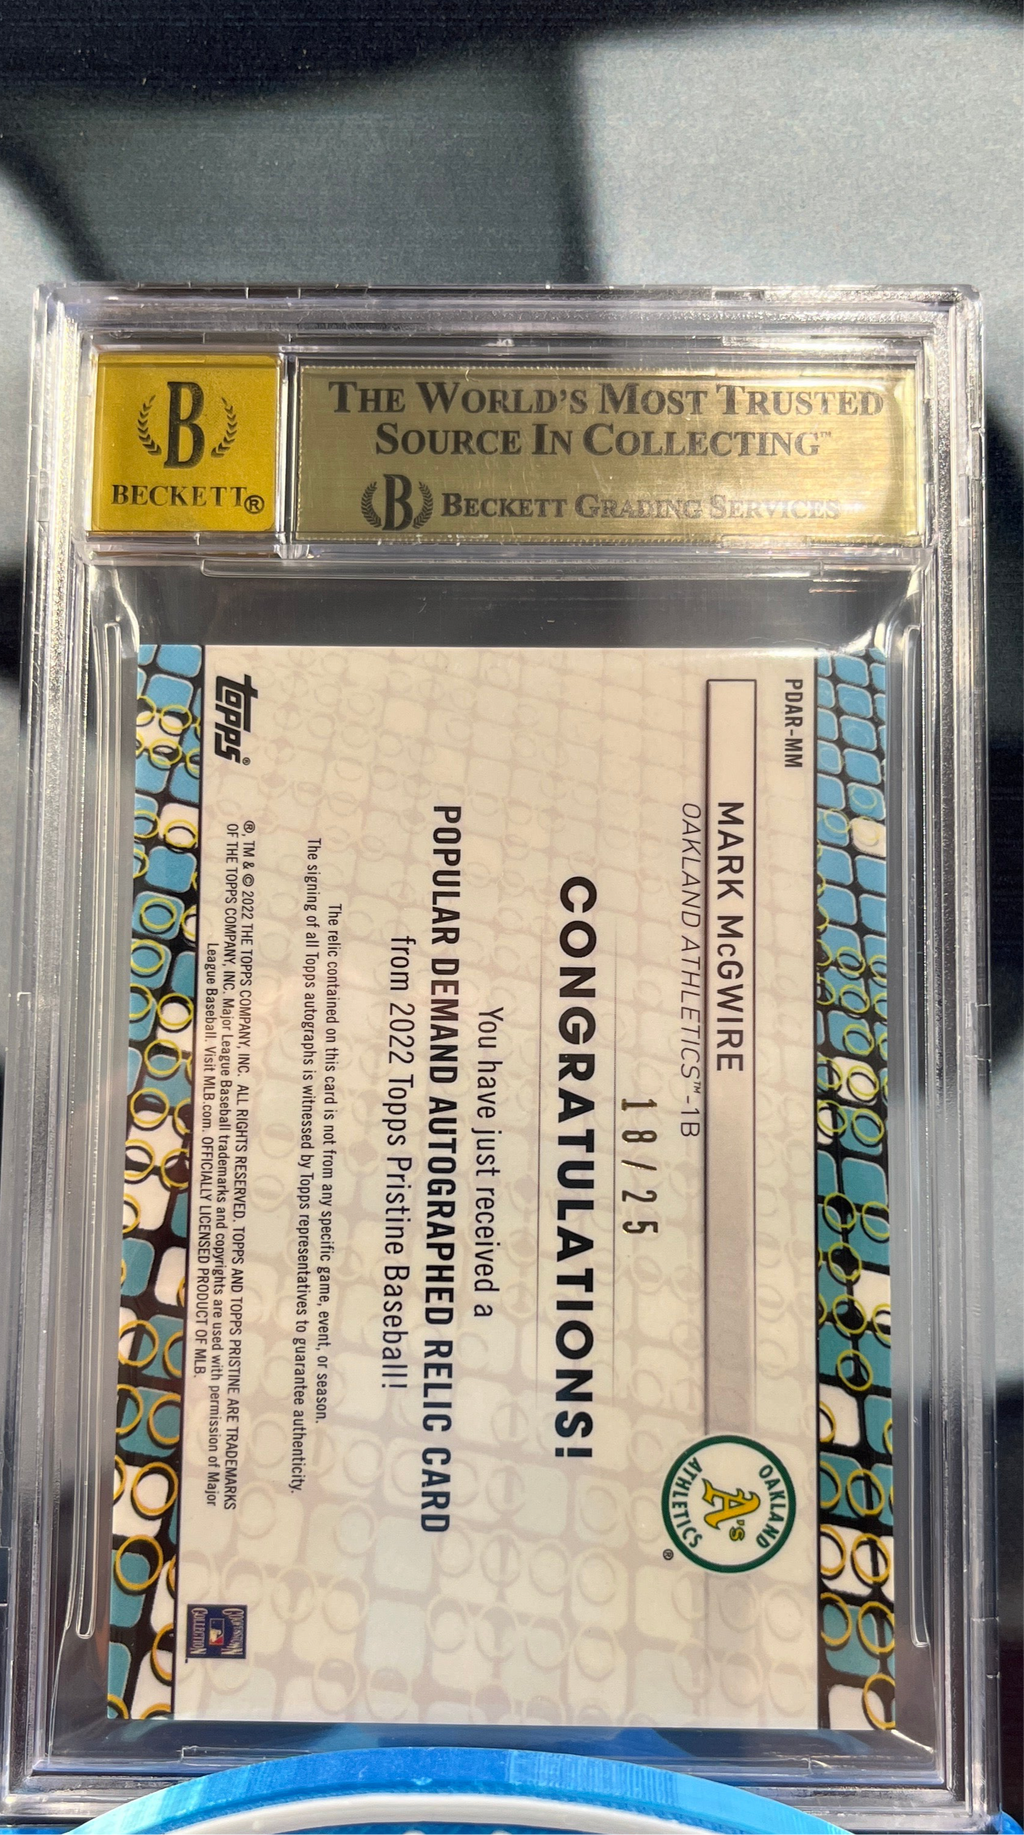 B
BECKETT®
THE WORLD'S MOST TRUSTED
SOURCE IN COLLECTING™
B BECKETT GRADING SERVICES
PDAR-MM
MARK McGWIRE
OAKLAND ATHLETICS™-1B
OAKLAND
A's
ATHLETICS
®
18/25
CONGRATULATIONS!
You have just received a
POPULAR DEMAND AUTOGRAPHED RELIC CARD
from 2022 Topps Pristine Baseball!
The relic contained on this card is not from any specific game, event, or season.
The signing of all Topps autographs is witnessed by Topps representatives to guarantee authenticity.
topps®
®, TM & © 2022 THE TOPPS COMPANY, INC. ALL RIGHTS RESERVED. TOPPS AND TOPPS PRISTINE ARE TRADEMARKS
OF THE TOPPS COMPANY, INC. Major League Baseball trademarks and copyrights are used with permission of Major
League Baseball. Visit MLB.com. OFFICIALLY LICENSED PRODUCT OF MLB.
COOPERSTOWN
COLLECTION™